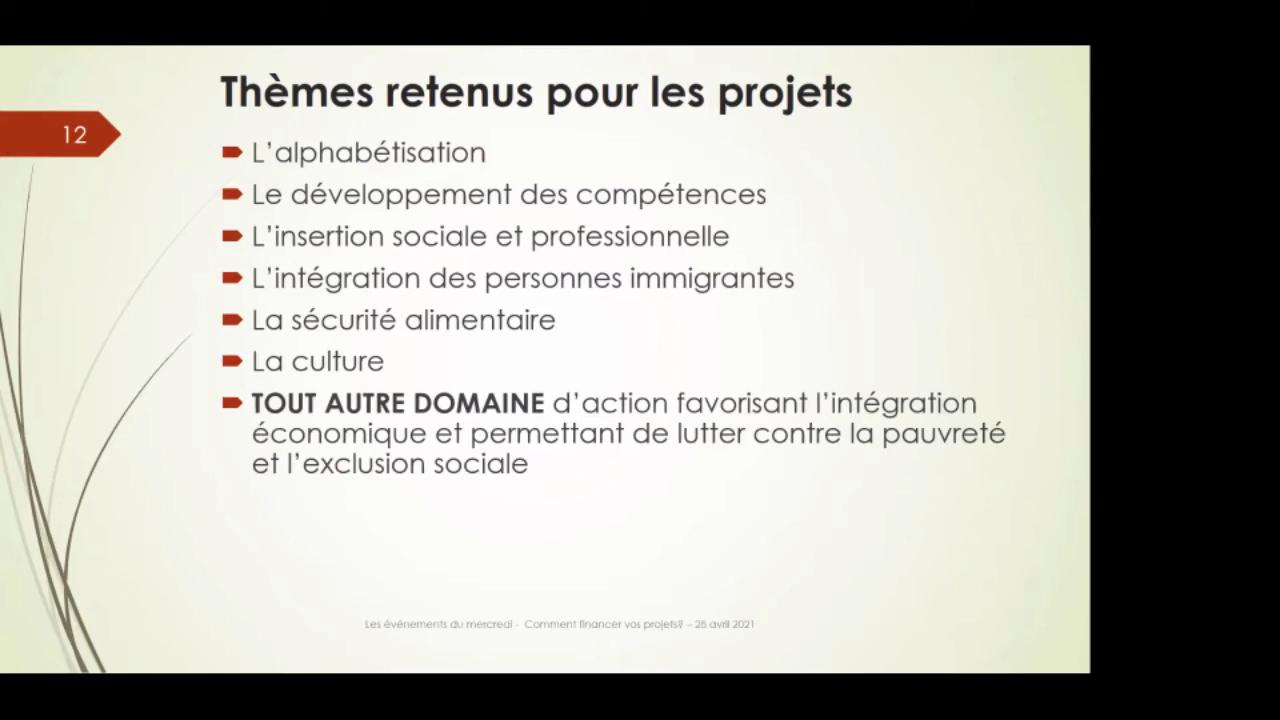 Thèmes retenus pour les projets
12
L'alphabétisation
Le développement des compétences
L'insertion sociale et professionnelle
L'intégration des personnes immigrantes
La sécurité alimentaire
La culture
TOUT AUTRE DOMAINE d'action favorisant l'intégration
économique et permettant de lutter contre la pauvreté
et l'exclusion sociale
Les événements du mercredi - Comment financer vos projets? – 28 avril 2021